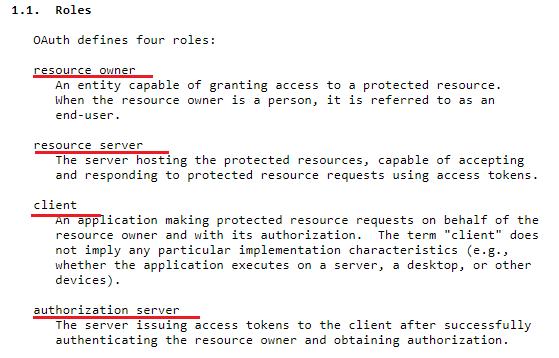 1.1. Roles
OAuth defines four roles:
resource owner
An entity capable of granting access to a protected resource.
When the resource owner is a person, it is referred to as an
end-user.
resource server
The server hosting the protected resources, capable of accepting
and responding to protected resource requests using access tokens.
client
An application making protected resource requests on behalf of the
resource owner and with its authorization. The term "client" does
not imply any particular implementation characteristics (e.g.,
whether the application executes on a server, a desktop, or other
devices).
authorization server
The server issuing access tokens to the client after successfully
authenticating the resource owner and obtaining authorization.